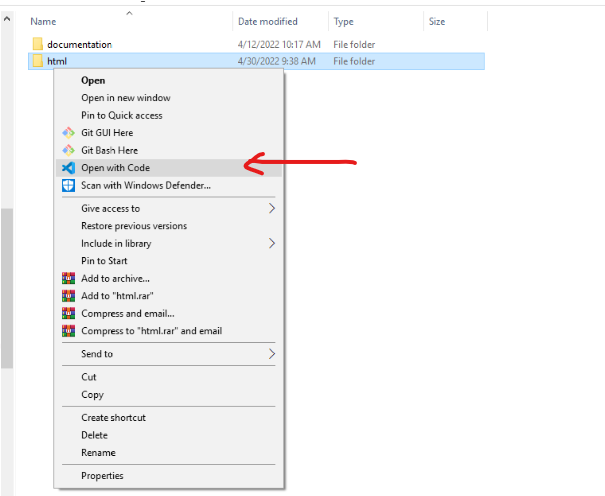 Name Date modified Type Size
documentation 4/12/2022 10:17 AM File folder
html 4/30/2022 9:38 AM File folder
Open
Open in new window
Pin to Quick access
Git GUI Here
Git Bash Here
Open with Code
Scan with Windows Defender...
Give access to
Restore previous versions
Include in library
Pin to Start
Add to archive...
Add to "html.rar"
Compress and email...
Compress to "html.rar" and email
Send to
Cut
Copy
Create shortcut
Delete
Rename
Properties